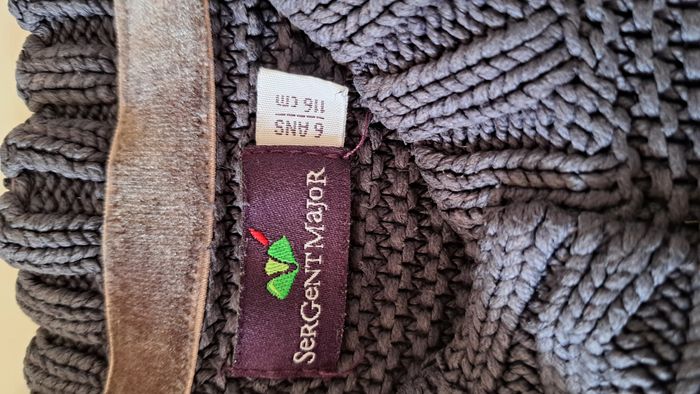 6 ANS
116 cm
SeRGeNT MaJoR